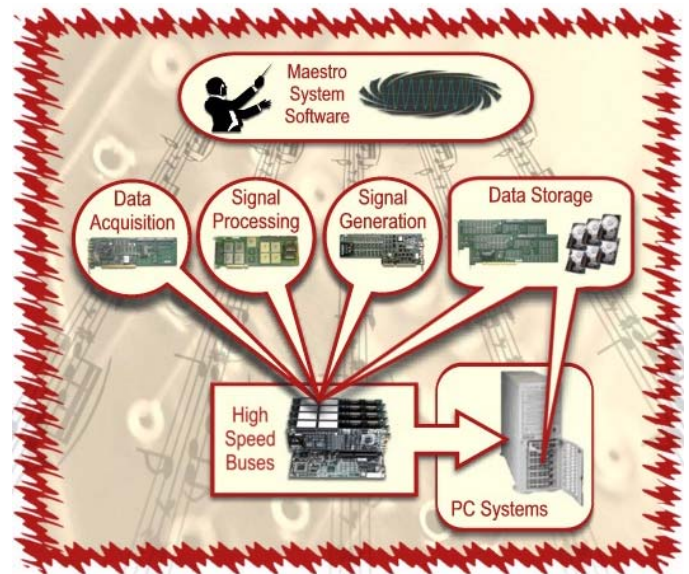 Maestro
System
Software
Data
Acquisition
Signal
Processing
Signal
Generation
Data Storage
High
Speed
Buses
PC Systems